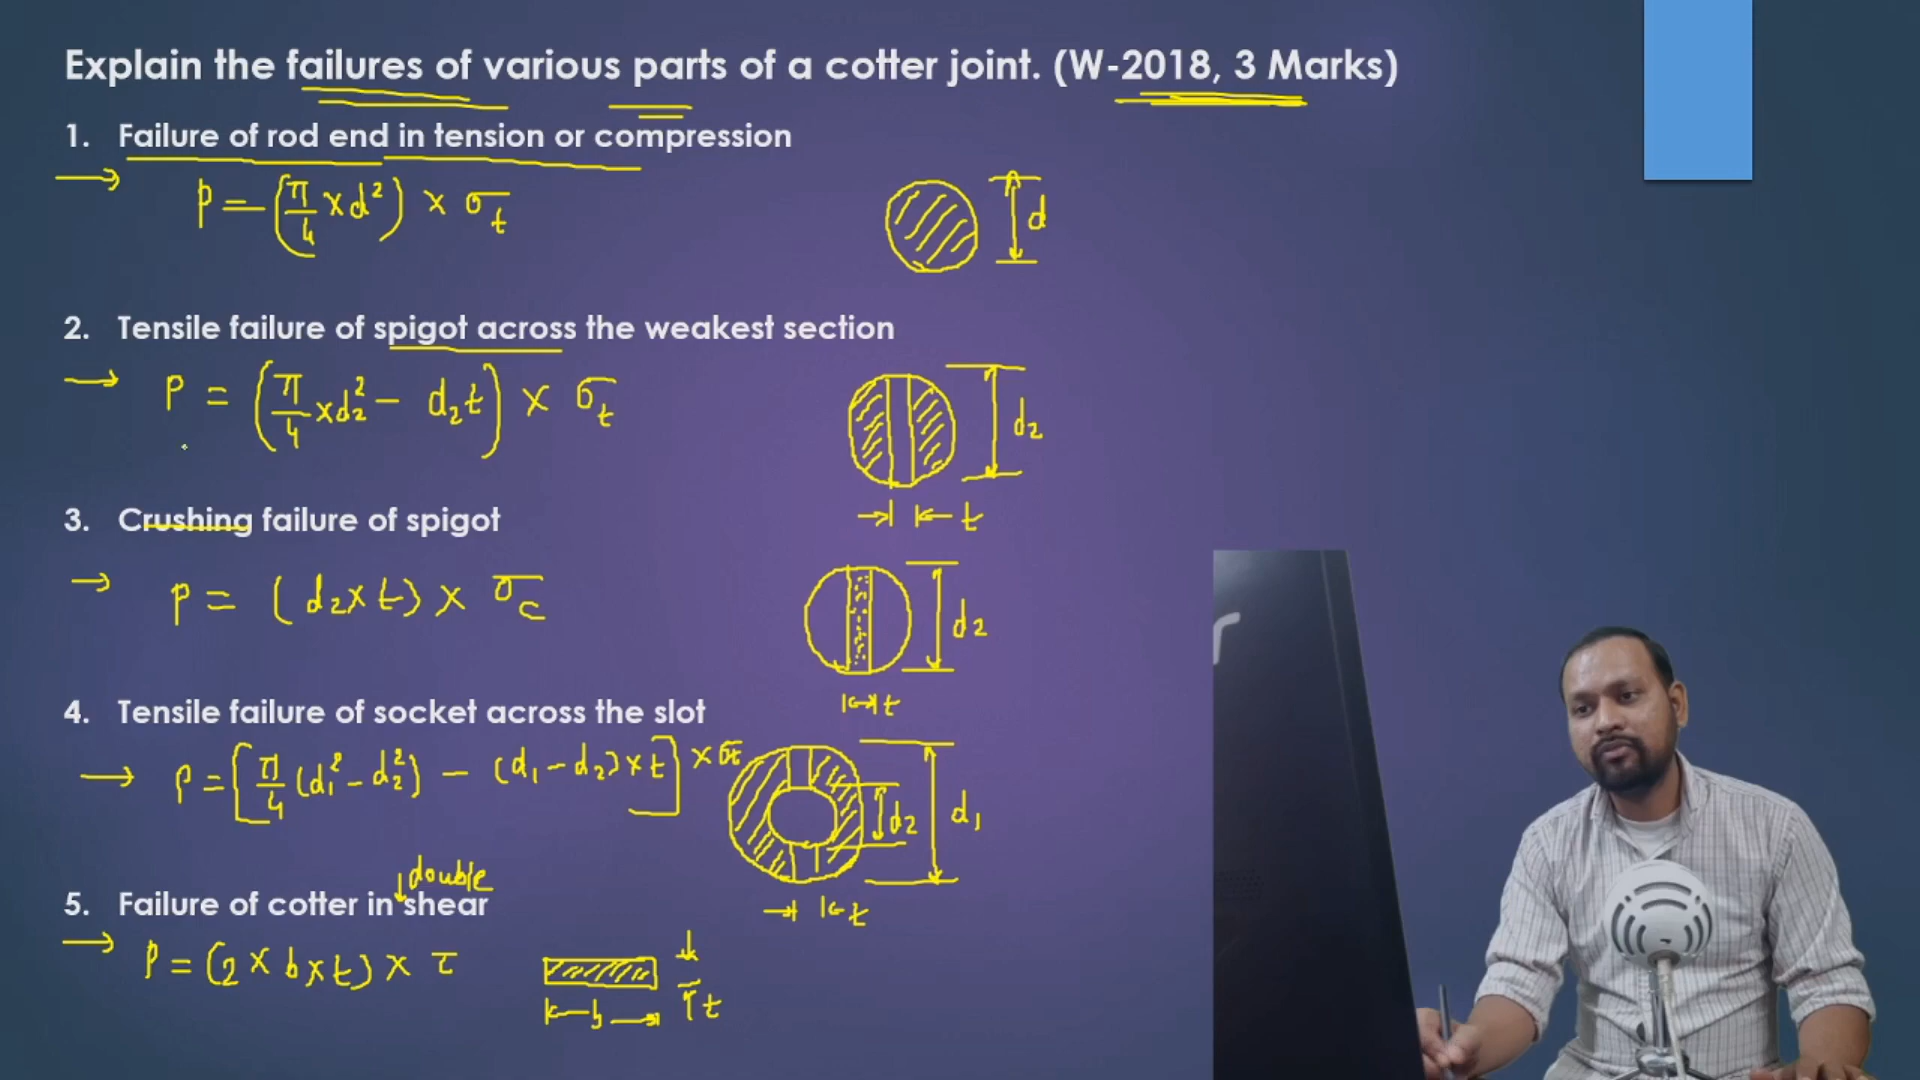 Explain the failures of various parts of a cotter joint. (W-2018, 3 Marks)
1. Failure of rod end in tension or compression
→ P = (π/4 × d²) × σt
d
2. Tensile failure of spigot across the weakest section
→ P = (π/4 × d₂² − d₂t) × σt
d₂
t
3. Crushing failure of spigot
→ P = (d₂ × t) × σc
d₂
t
4. Tensile failure of socket across the slot
→ P = [π/4 (d₁² − d₂²) − (d₁ − d₂) × t] × σt
d₂ d₁
t
double
5. Failure of cotter in ↓ shear
→ P = (2 × b × t) × τ
b
t